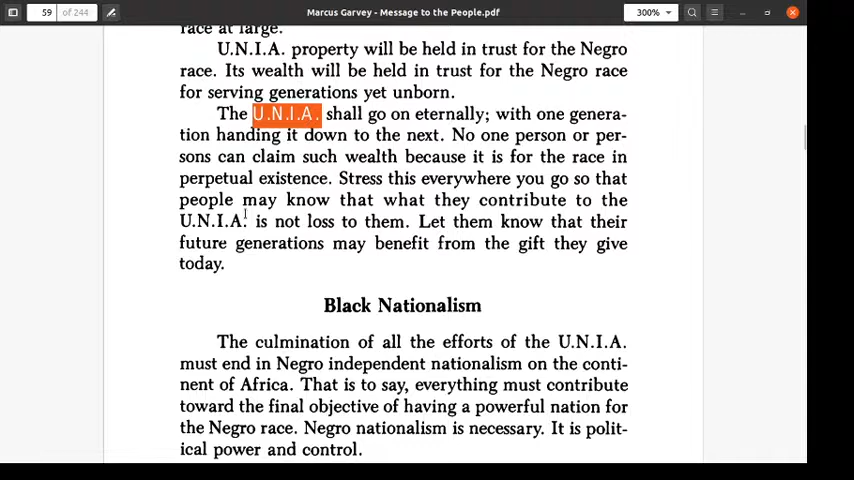 59 of 244
Marcus Garvey - Message to the People.pdf
300%
race at large.
U.N.I.A. property will be held in trust for the Negro
race. Its wealth will be held in trust for the Negro race
for serving generations yet unborn.
The U.N.I.A. shall go on eternally; with one genera-
tion handing it down to the next. No one person or per-
sons can claim such wealth because it is for the race in
perpetual existence. Stress this everywhere you go so that
people may know that what they contribute to the
U.N.I.A. is not loss to them. Let them know that their
future generations may benefit from the gift they give
today.
Black Nationalism
The culmination of all the efforts of the U.N.I.A.
must end in Negro independent nationalism on the conti-
nent of Africa. That is to say, everything must contribute
toward the final objective of having a powerful nation for
the Negro race. Negro nationalism is necessary. It is polit-
ical power and control.